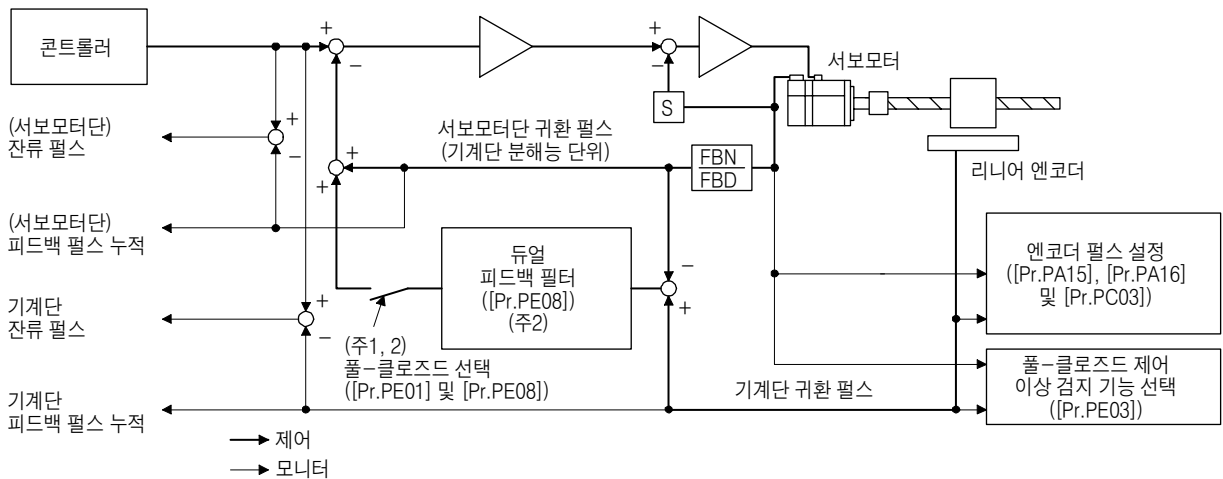 콘트롤러
+
−
+
−
S
서보모터
리니어 엔코더
(서보모터단)
잔류 펄스
+
−
서보모터단 귀환 펄스
(기계단 분해능 단위)
+
+
FBN
FBD
(서보모터단)
피드백 펄스 누적
듀얼
피드백 필터
([Pr.PE08])
(주2)
−
+
엔코더 펄스 설정
([Pr.PA15], [Pr.PA16]
및 [Pr.PC03])
기계단
잔류 펄스
+
−
(주1, 2)
풀-클로즈드 선택
([Pr.PE01] 및 [Pr.PE08])
기계단 귀환 펄스
풀-클로즈드 제어
이상 검지 기능 선택
([Pr.PE03])
기계단
피드백 펄스 누적
제어
모니터